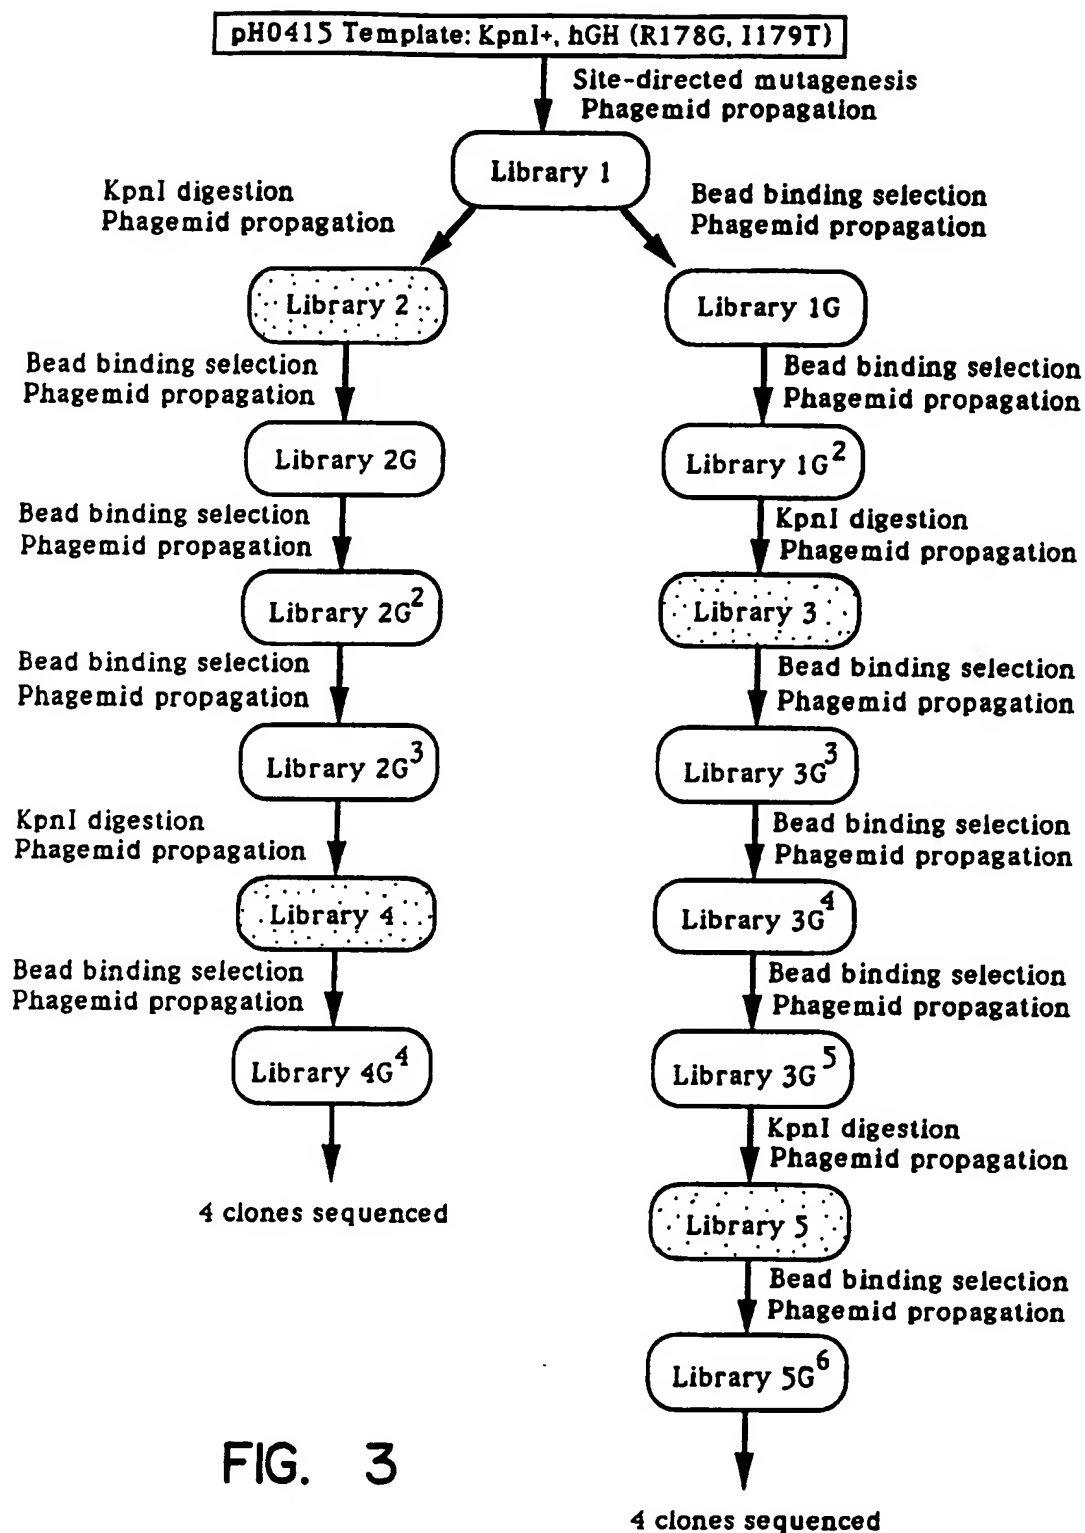 pH0415 Template: KpnI+, hGH (R178G, I179T)
Site-directed mutagenesis
Phagemid propagation
Library 1
KpnI digestion
Phagemid propagation
Bead binding selection
Phagemid propagation
Library 2
Library 1G
Bead binding selection
Phagemid propagation
Bead binding selection
Phagemid propagation
Library 2G
Library 1G²
Bead binding selection
Phagemid propagation
KpnI digestion
Phagemid propagation
Library 2G²
Library 3
Bead binding selection
Phagemid propagation
Bead binding selection
Phagemid propagation
Library 2G³
Library 3G³
KpnI digestion
Phagemid propagation
Bead binding selection
Phagemid propagation
Library 4
Library 3G⁴
Bead binding selection
Phagemid propagation
Bead binding selection
Phagemid propagation
Library 4G⁴
Library 3G⁵
KpnI digestion
Phagemid propagation
4 clones sequenced
Library 5
Bead binding selection
Phagemid propagation
Library 5G⁶
FIG. 3
4 clones sequenced